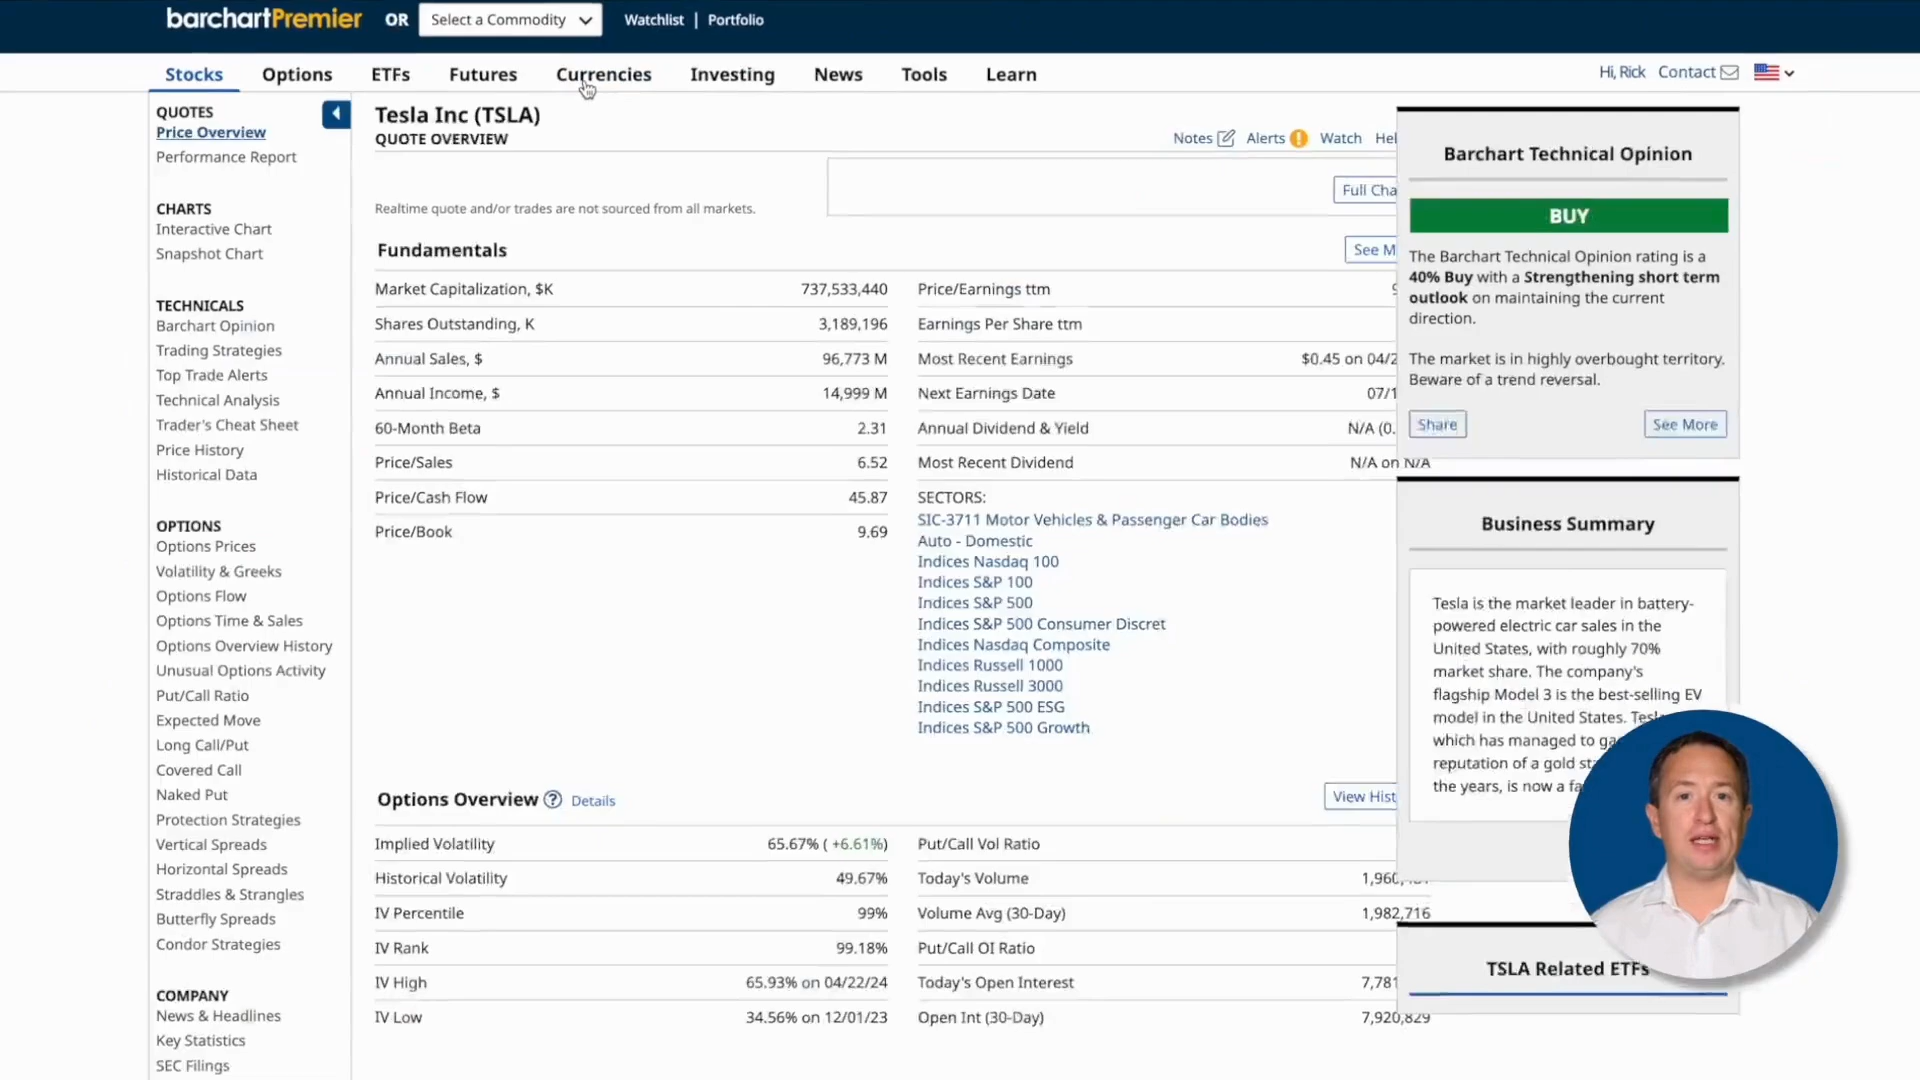 barchartPremier OR Select a Commodity Watchlist | Portfolio
Stocks Options ETFs Futures Currencies Investing News Tools Learn
Hi, Rick Contact
QUOTES
Price Overview
Performance Report
CHARTS
Interactive Chart
Snapshot Chart
TECHNICALS
Barchart Opinion
Trading Strategies
Top Trade Alerts
Technical Analysis
Trader's Cheat Sheet
Price History
Historical Data
OPTIONS
Options Prices
Volatility & Greeks
Options Flow
Options Time & Sales
Options Overview History
Unusual Options Activity
Put/Call Ratio
Expected Move
Long Call/Put
Covered Call
Naked Put
Protection Strategies
Vertical Spreads
Horizontal Spreads
Straddles & Strangles
Butterfly Spreads
Condor Strategies
COMPANY
News & Headlines
Key Statistics
SEC Filings
Tesla Inc (TSLA)
QUOTE OVERVIEW
Notes Alerts Watch
Realtime quote and/or trades are not sourced from all markets.
Full
Fundamentals
See
Market Capitalization, $K 737,533,440
Shares Outstanding, K 3,189,196
Annual Sales, $ 96,773 M
Annual Income, $ 14,999 M
60-Month Beta 2.31
Price/Sales 6.52
Price/Cash Flow 45.87
Price/Book 9.69
Price/Earnings ttm
Earnings Per Share ttm
Most Recent Earnings $0.45 on
Next Earnings Date
Annual Dividend & Yield N/A
Most Recent Dividend N/A on N/A
SECTORS:
SIC-3711 Motor Vehicles & Passenger Car Bodies
Auto - Domestic
Indices Nasdaq 100
Indices S&P 100
Indices S&P 500
Indices S&P 500 Consumer Discret
Indices Nasdaq Composite
Indices Russell 1000
Indices Russell 3000
Indices S&P 500 ESG
Indices S&P 500 Growth
Options Overview ? Details
View
Implied Volatility 65.67% ( +6.61%)
Historical Volatility 49.67%
IV Percentile 99%
IV Rank 99.18%
IV High 65.93% on 04/22/24
IV Low 34.56% on 12/01/23
Put/Call Vol Ratio
Today's Volume
Volume Avg (30-Day) 1,982,716
Put/Call OI Ratio
Today's Open Interest
Open Int (30-Day) 7,920,829
Barchart Technical Opinion
BUY
The Barchart Technical Opinion rating is a
40% Buy with a Strengthening short term
outlook on maintaining the current
direction.
The market is in highly overbought territory.
Beware of a trend reversal.
Share See More
Business Summary
Tesla is the market leader in battery-
powered electric car sales in the
United States, with roughly 70%
market share. The company's
flagship Model 3 is the best-selling EV
model in the United States.
which has managed to
reputation of a gold
the years, is now a
TSLA Related ETFs